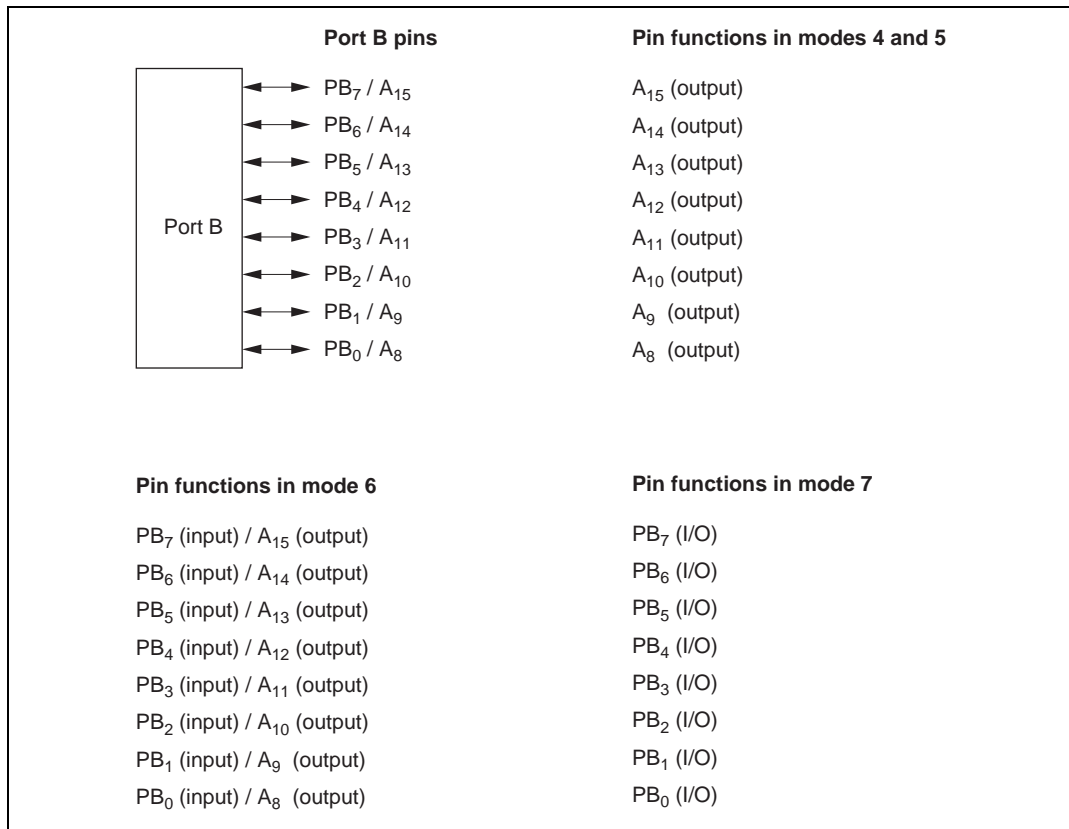 Port B pins
Pin functions in modes 4 and 5
Port B
PB₇ / A₁₅
A₁₅ (output)
PB₆ / A₁₄
A₁₄ (output)
PB₅ / A₁₃
A₁₃ (output)
PB₄ / A₁₂
A₁₂ (output)
PB₃ / A₁₁
A₁₁ (output)
PB₂ / A₁₀
A₁₀ (output)
PB₁ / A₉
A₉ (output)
PB₀ / A₈
A₈ (output)
Pin functions in mode 6
PB₇ (input) / A₁₅ (output)
PB₆ (input) / A₁₄ (output)
PB₅ (input) / A₁₃ (output)
PB₄ (input) / A₁₂ (output)
PB₃ (input) / A₁₁ (output)
PB₂ (input) / A₁₀ (output)
PB₁ (input) / A₉ (output)
PB₀ (input) / A₈ (output)
Pin functions in mode 7
PB₇ (I/O)
PB₆ (I/O)
PB₅ (I/O)
PB₄ (I/O)
PB₃ (I/O)
PB₂ (I/O)
PB₁ (I/O)
PB₀ (I/O)